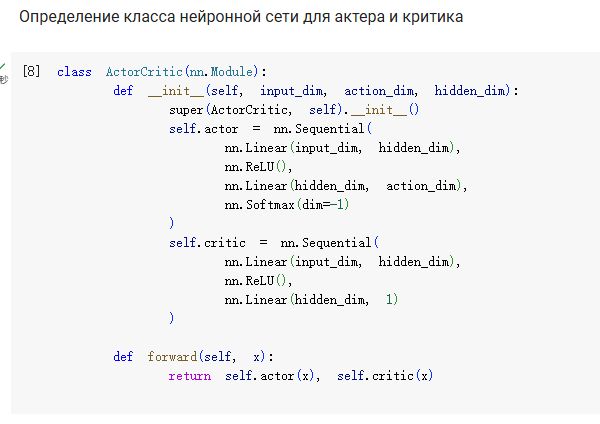 Определение класса нейронной сети для актера и критика
秒
[8] class ActorCritic(nn.Module):
def __init__(self, input_dim, action_dim, hidden_dim):
super(ActorCritic, self).__init__()
self.actor = nn.Sequential(
nn.Linear(input_dim, hidden_dim),
nn.ReLU(),
nn.Linear(hidden_dim, action_dim),
nn.Softmax(dim=-1)
)
self.critic = nn.Sequential(
nn.Linear(input_dim, hidden_dim),
nn.ReLU(),
nn.Linear(hidden_dim, 1)
)
def forward(self, x):
return self.actor(x), self.critic(x)